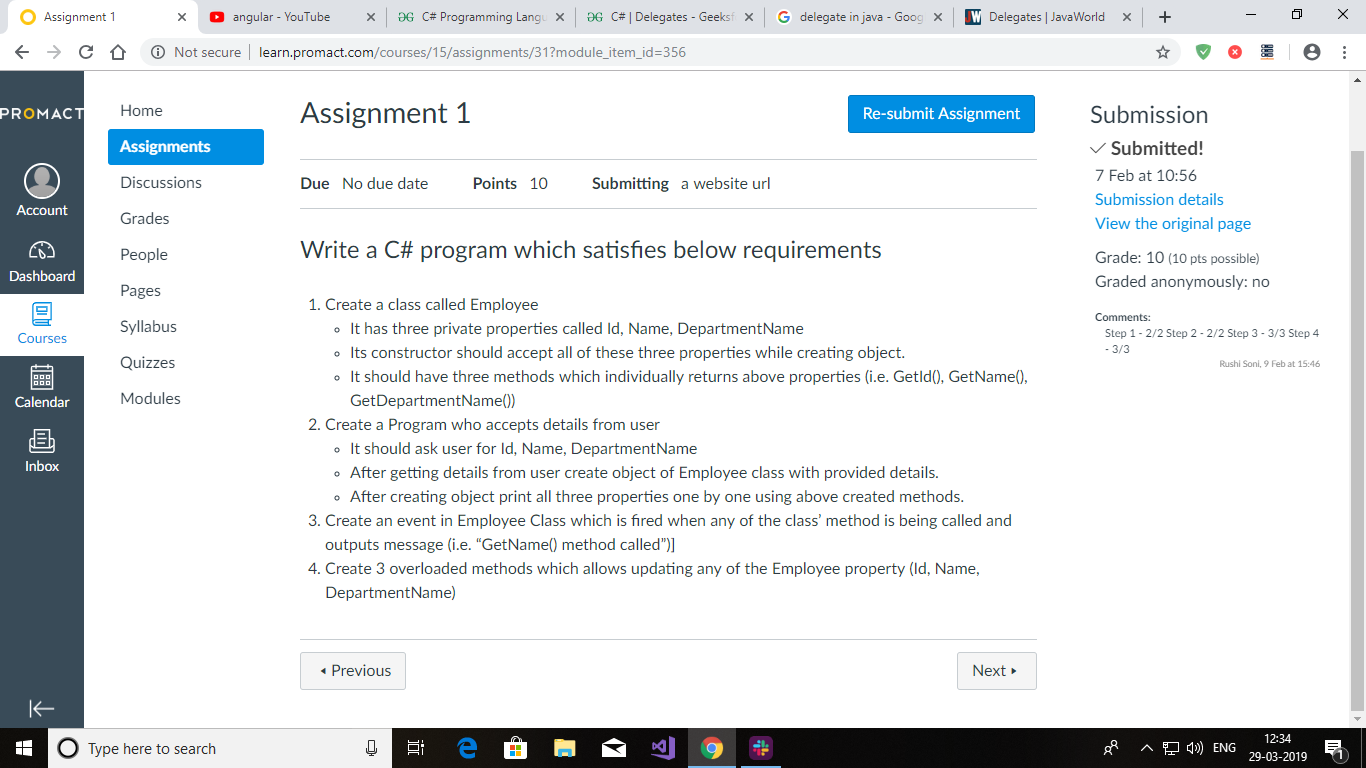 Assignment 1
angular - YouTube
C# Programming Langu
C# | Delegates - Geeksf
delegate in java - Goog
Delegates | JavaWorld
Not secure | learn.promact.com/courses/15/assignments/31?module_item_id=356
PROMACT
Account
Dashboard
Courses
Calendar
Inbox
Home
Assignments
Discussions
Grades
People
Pages
Syllabus
Quizzes
Modules
Assignment 1
Re-submit Assignment
Due No due date Points 10 Submitting a website url
Write a C# program which satisfies below requirements
1. Create a class called Employee
It has three private properties called Id, Name, DepartmentName
Its constructor should accept all of these three properties while creating object.
It should have three methods which individually returns above properties (i.e. GetId(), GetName(),
GetDepartmentName())
2. Create a Program who accepts details from user
It should ask user for Id, Name, DepartmentName
After getting details from user create object of Employee class with provided details.
After creating object print all three properties one by one using above created methods.
3. Create an event in Employee Class which is fired when any of the class’ method is being called and
outputs message (i.e. “GetName() method called”)]
4. Create 3 overloaded methods which allows updating any of the Employee property (Id, Name,
DepartmentName)
Previous
Next
Submission
Submitted!
7 Feb at 10:56
Submission details
View the original page
Grade: 10 (10 pts possible)
Graded anonymously: no
Comments:
Step 1 - 2/2 Step 2 - 2/2 Step 3 - 3/3 Step 4
- 3/3
Rushi Soni, 9 Feb at 15:46
Type here to search
ENG
12:34
29-03-2019
1